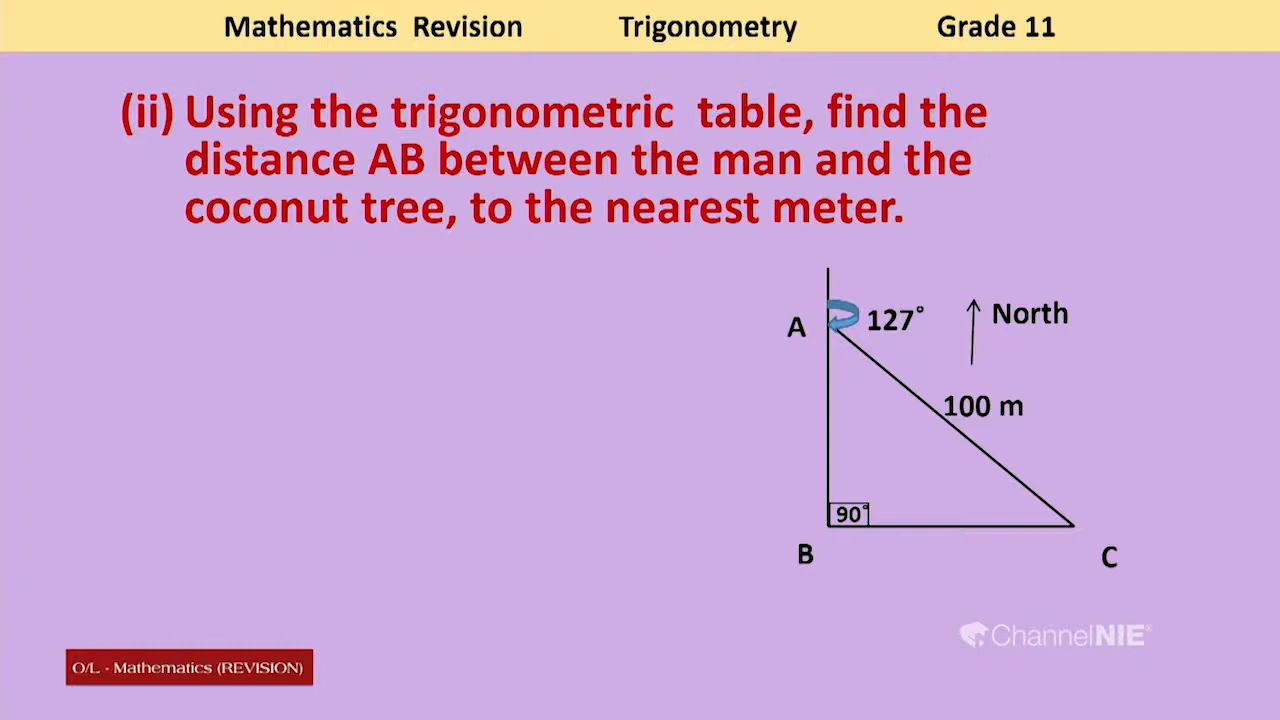 Mathematics Revision Trigonometry Grade 11
(ii) Using the trigonometric table, find the
distance AB between the man and the
coconut tree, to the nearest meter.
A 127° North
100 m
90°
B C
ChannelNIE
O/L - Mathematics (REVISION)